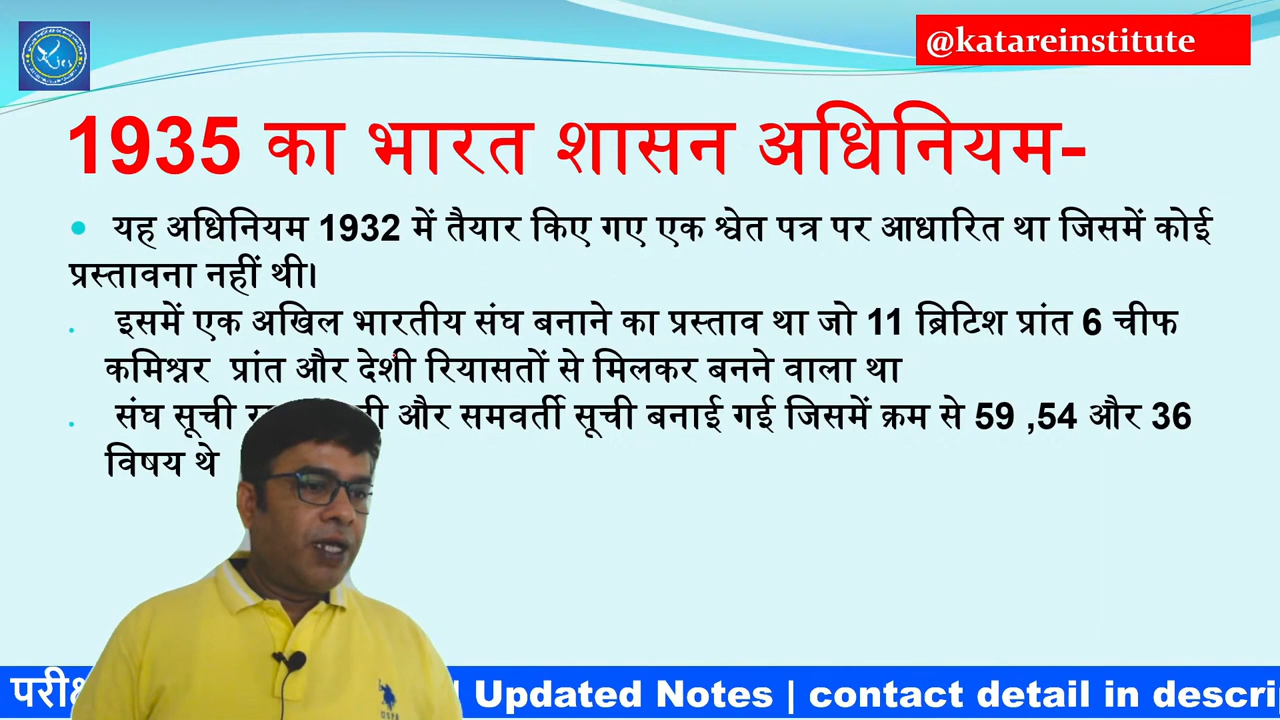 @katareinstitute
1935 का भारत शासन अधिनियम-
• यह अधिनियम 1932 में तैयार किए गए एक श्वेत पत्र पर आधारित था जिसमें कोई
प्रस्तावना नहीं थी।
. इसमें एक अखिल भारतीय संघ बनाने का प्रस्ताव था जो 11 ब्रिटिश प्रांत 6 चीफ
कमिश्नर प्रांत और देशी रियासतों से मिलकर बनने वाला था
. संघ सूची और समवर्ती सूची बनाई गई जिसमें क्रम से 59 ,54 और 36
विषय थे
Updated Notes | contact detail in descri